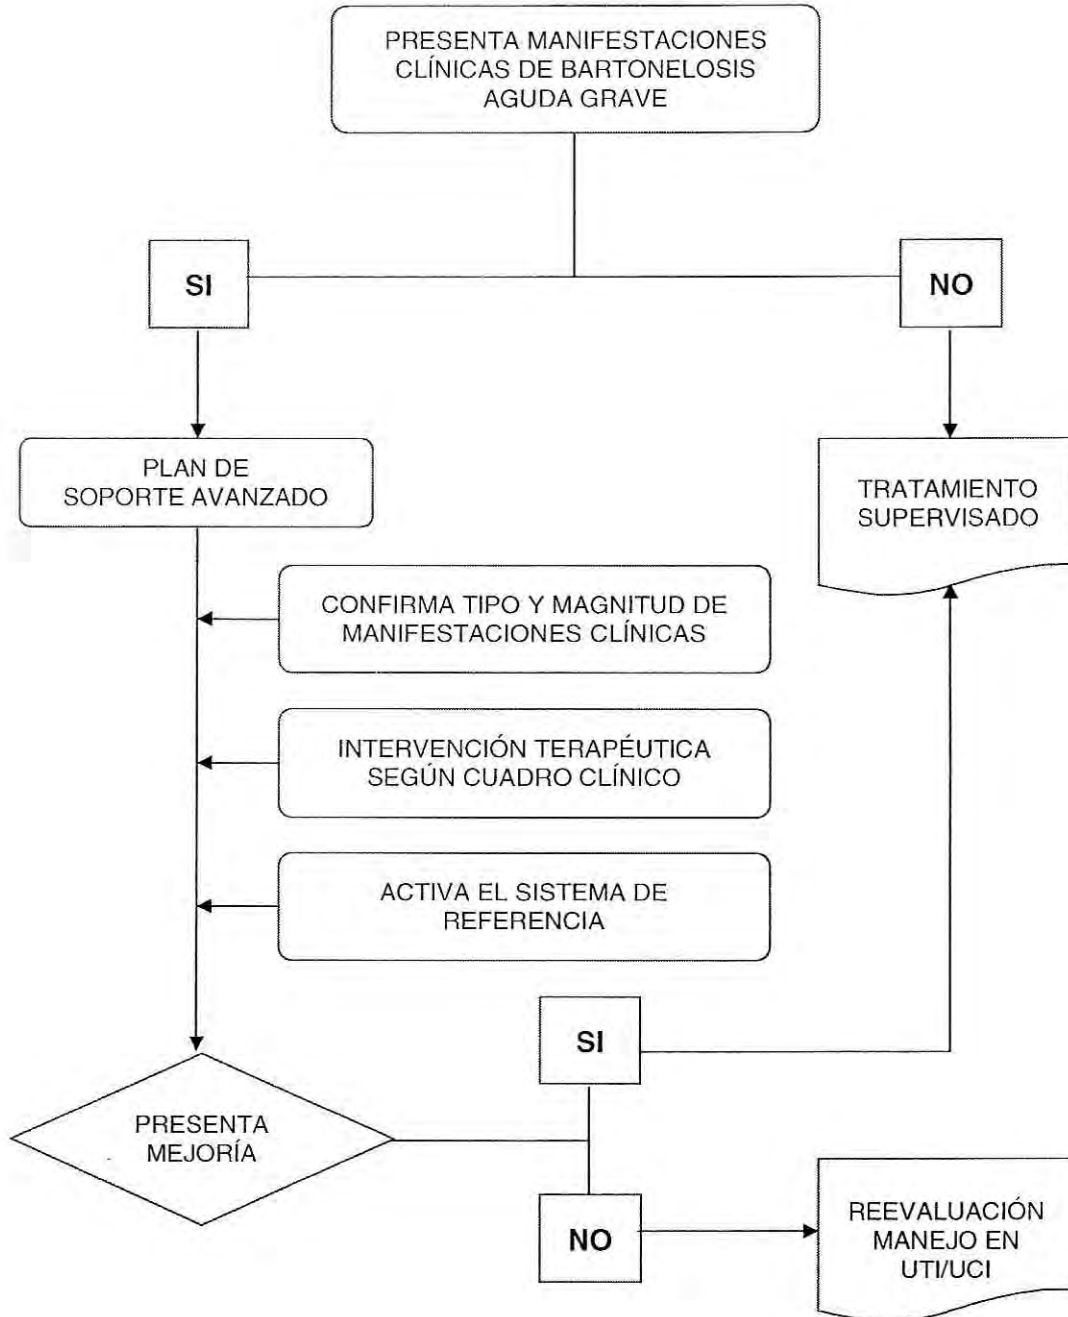 PRESENTA MANIFESTACIONES
CLÍNICAS DE BARTONELOSIS
AGUDA GRAVE
SI
NO
PLAN DE
SOPORTE AVANZADO
TRATAMIENTO
SUPERVISADO
CONFIRMA TIPO Y MAGNITUD DE
MANIFESTACIONES CLÍNICAS
INTERVENCIÓN TERAPÉUTICA
SEGÚN CUADRO CLÍNICO
ACTIVA EL SISTEMA DE
REFERENCIA
SI
PRESENTA
MEJORÍA
NO
REEVALUACIÓN
MANEJO EN
UTI/UCI